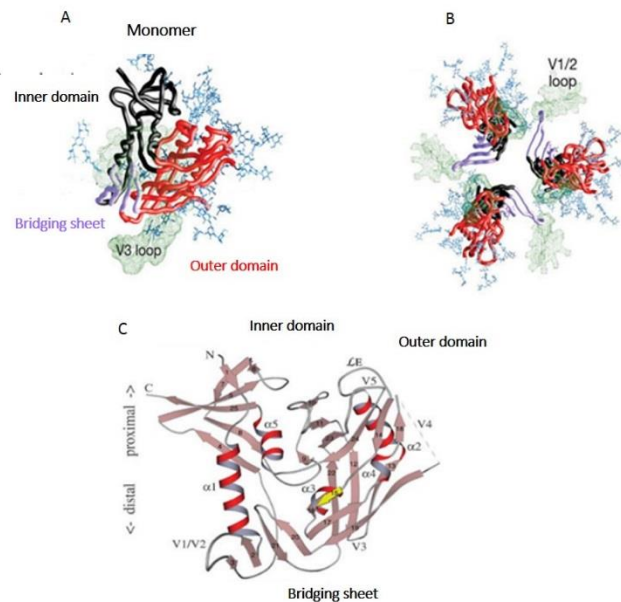 A
Monomer
Inner domain
Bridging sheet
V3 loop
Outer domain
B
V1/2
loop
C
Inner domain
Outer domain
N
C
proximal ->
<- distal
α5
α1
V1/V2
ℒE
V5
V4
α2
α4
α3
V3
Bridging sheet